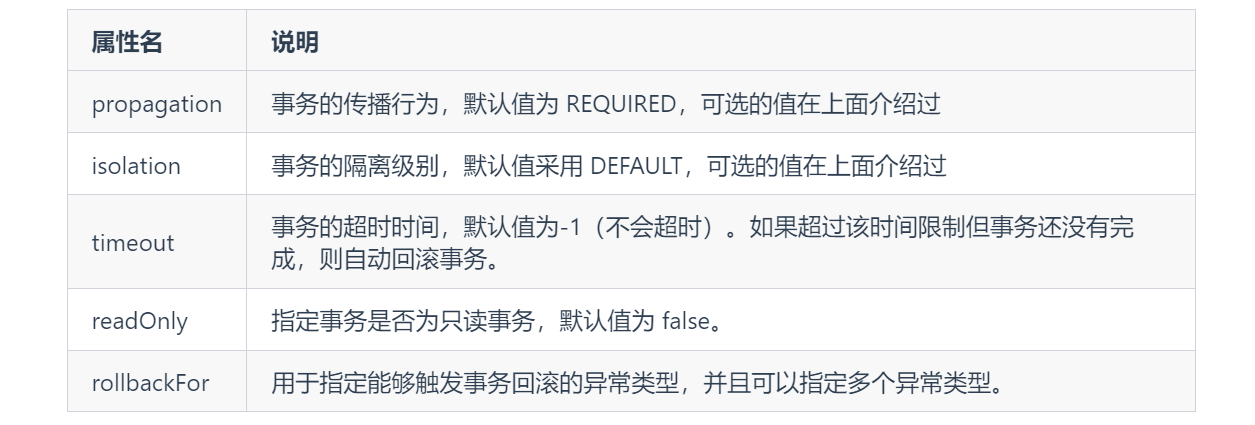 属性名 说明
propagation 事务的传播行为，默认值为 REQUIRED，可选的值在上面介绍过
isolation 事务的隔离级别，默认值采用 DEFAULT，可选的值在上面介绍过
timeout 事务的超时时间，默认值为-1（不会超时）。如果超过该时间限制但事务还没有完
成，则自动回滚事务。
readOnly 指定事务是否为只读事务，默认值为 false。
rollbackFor 用于指定能够触发事务回滚的异常类型，并且可以指定多个异常类型。